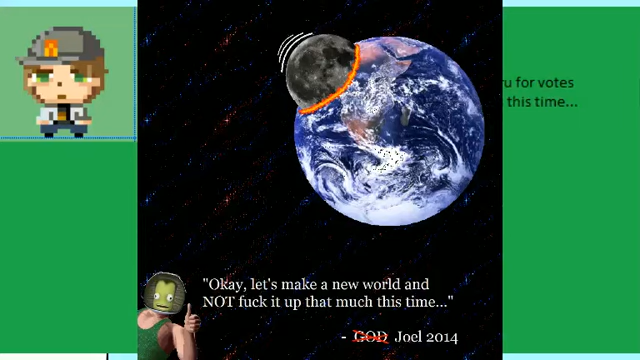 ru for votes
this time...
"Okay, let's make a new world and
NOT fuck it up that much this time..."
- GOD Joel 2014